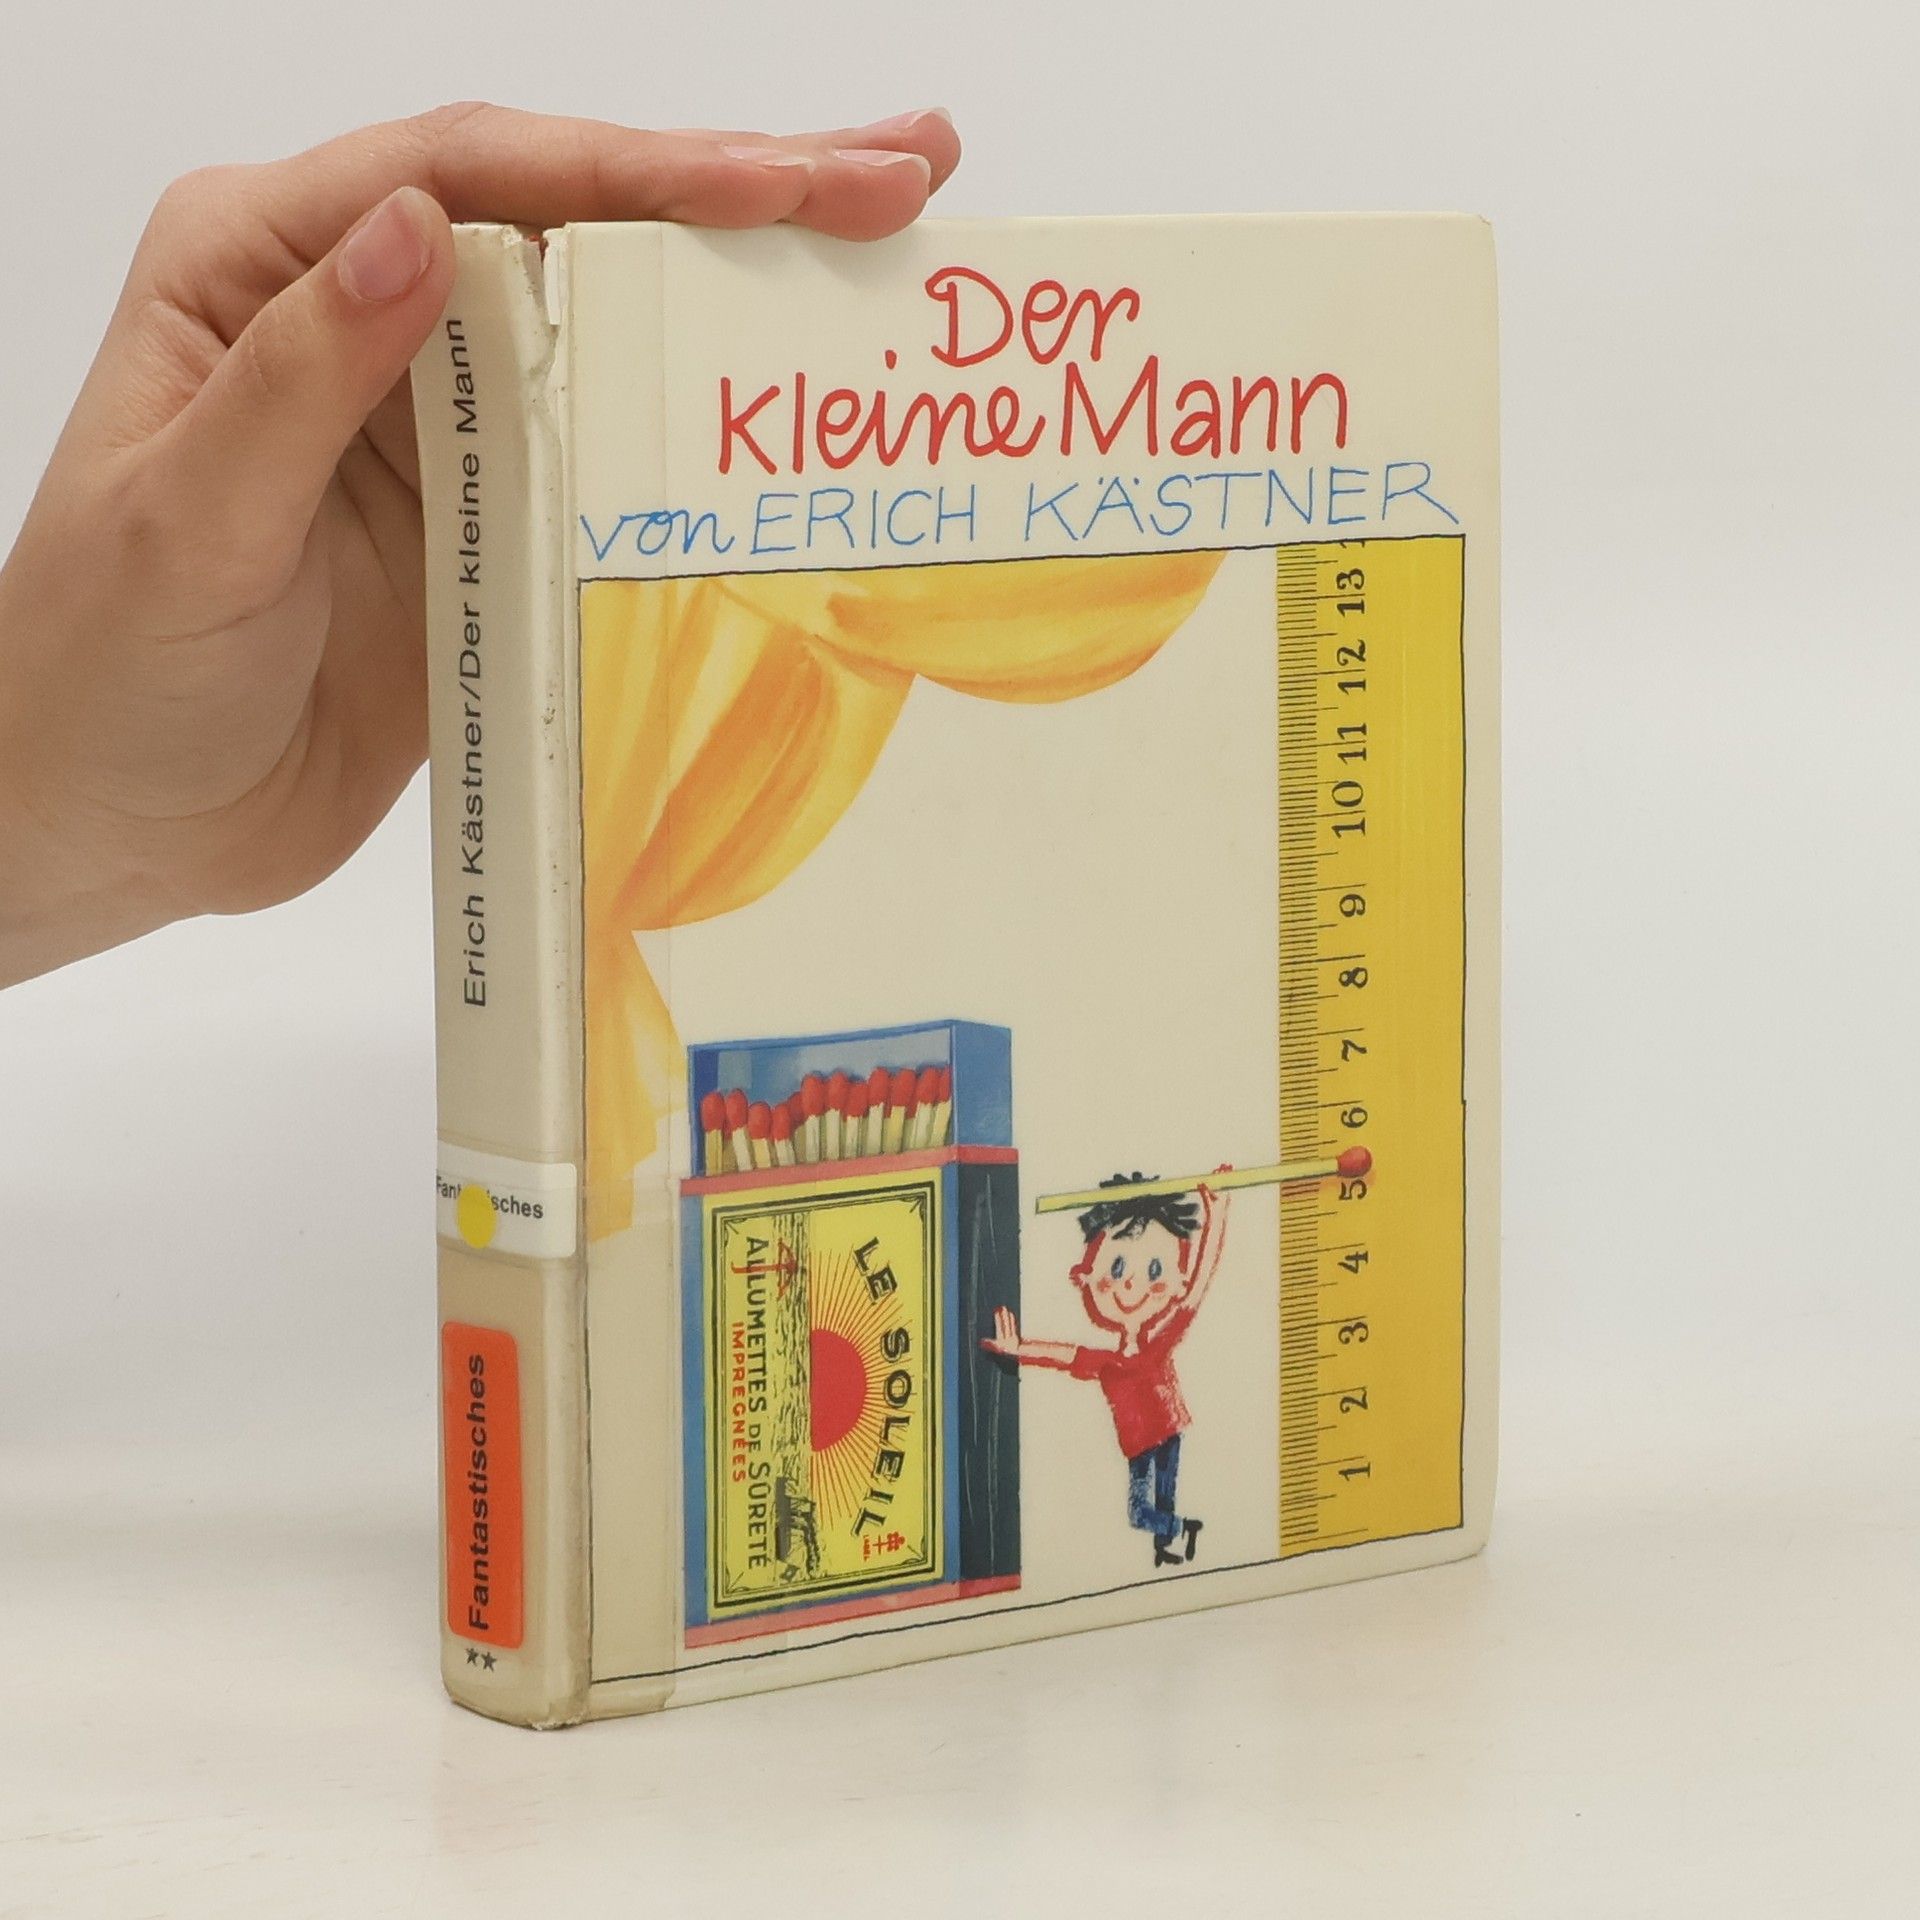 Der
kleine Mann
von ERICH KÄSTNER
Erich Kästner/Der kleine Mann
Fantastisches
**
LE SOLEIL
ALLUMETTES DE SÛRETÉ
IMPREGNÉES
13
12
11
10
9
8
7
6
5
4
3
2
1